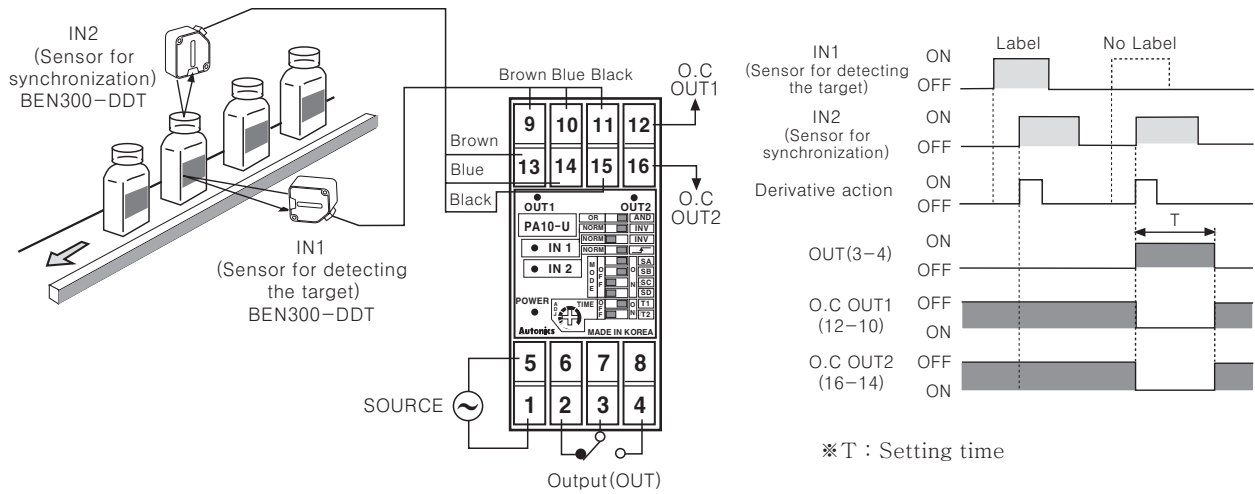 IN2
(Sensor for
synchronization)
BEN300-DDT
IN1
(Sensor for detecting
the target)
BEN300-DDT
Brown Blue Black
O.C
OUT1
Brown
Blue
Black
9 10 11 12
13 14 15 16
O.C
OUT2
OUT1 OUT2
PA10-U
IN 1
IN 2
OR AND
NORM INV
NORM INV
NORM
MODE OFF ON
SA
SB
SC
SD
POWER
ADJ TIME OFF ON
T1
T2
Autonics MADE IN KOREA
5 6 7 8
1 2 3 4
SOURCE
Output(OUT)
Label No Label
IN1
(Sensor for detecting
the target)
ON
OFF
IN2
(Sensor for
synchronization)
ON
OFF
Derivative action
ON
OFF
T
OUT(3-4)
ON
OFF
O.C OUT1
(12-10)
OFF
ON
O.C OUT2
(16-14)
OFF
ON
※T : Setting time